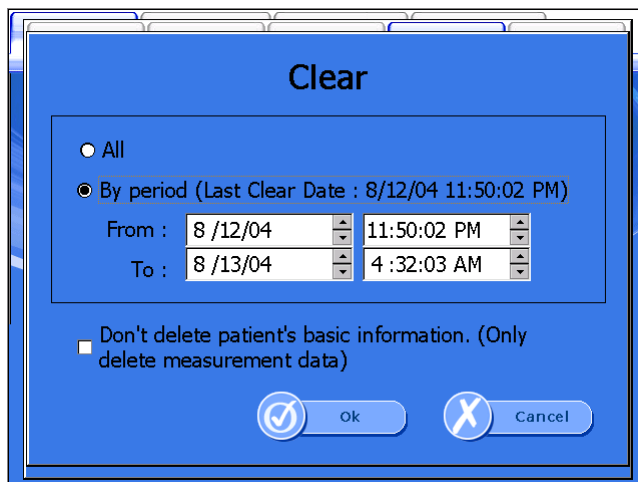 Clear
All
By period (Last Clear Date : 8/12/04 11:50:02 PM)
From : 8 /12/04 11:50:02 PM
To : 8 /13/04 4 :32:03 AM
Don't delete patient's basic information. (Only
delete measurement data)
Ok Cancel